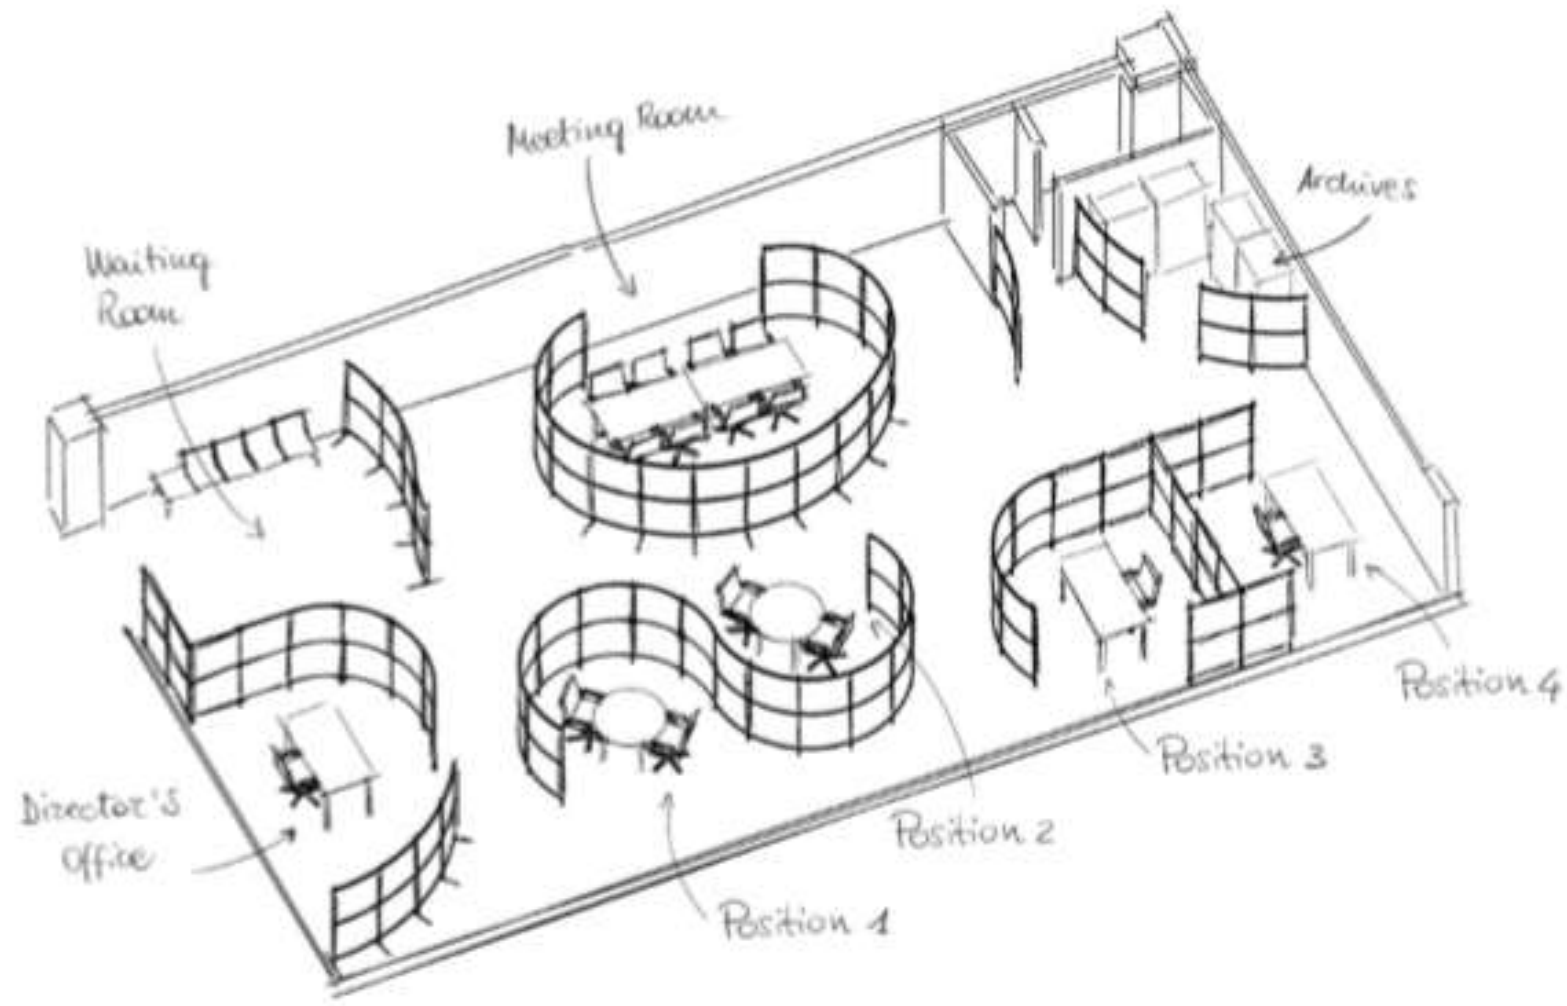 Meeting Room
Archives
Waiting
Room
Position 4
Position 3
Director's
Office
Position 2
Position 1